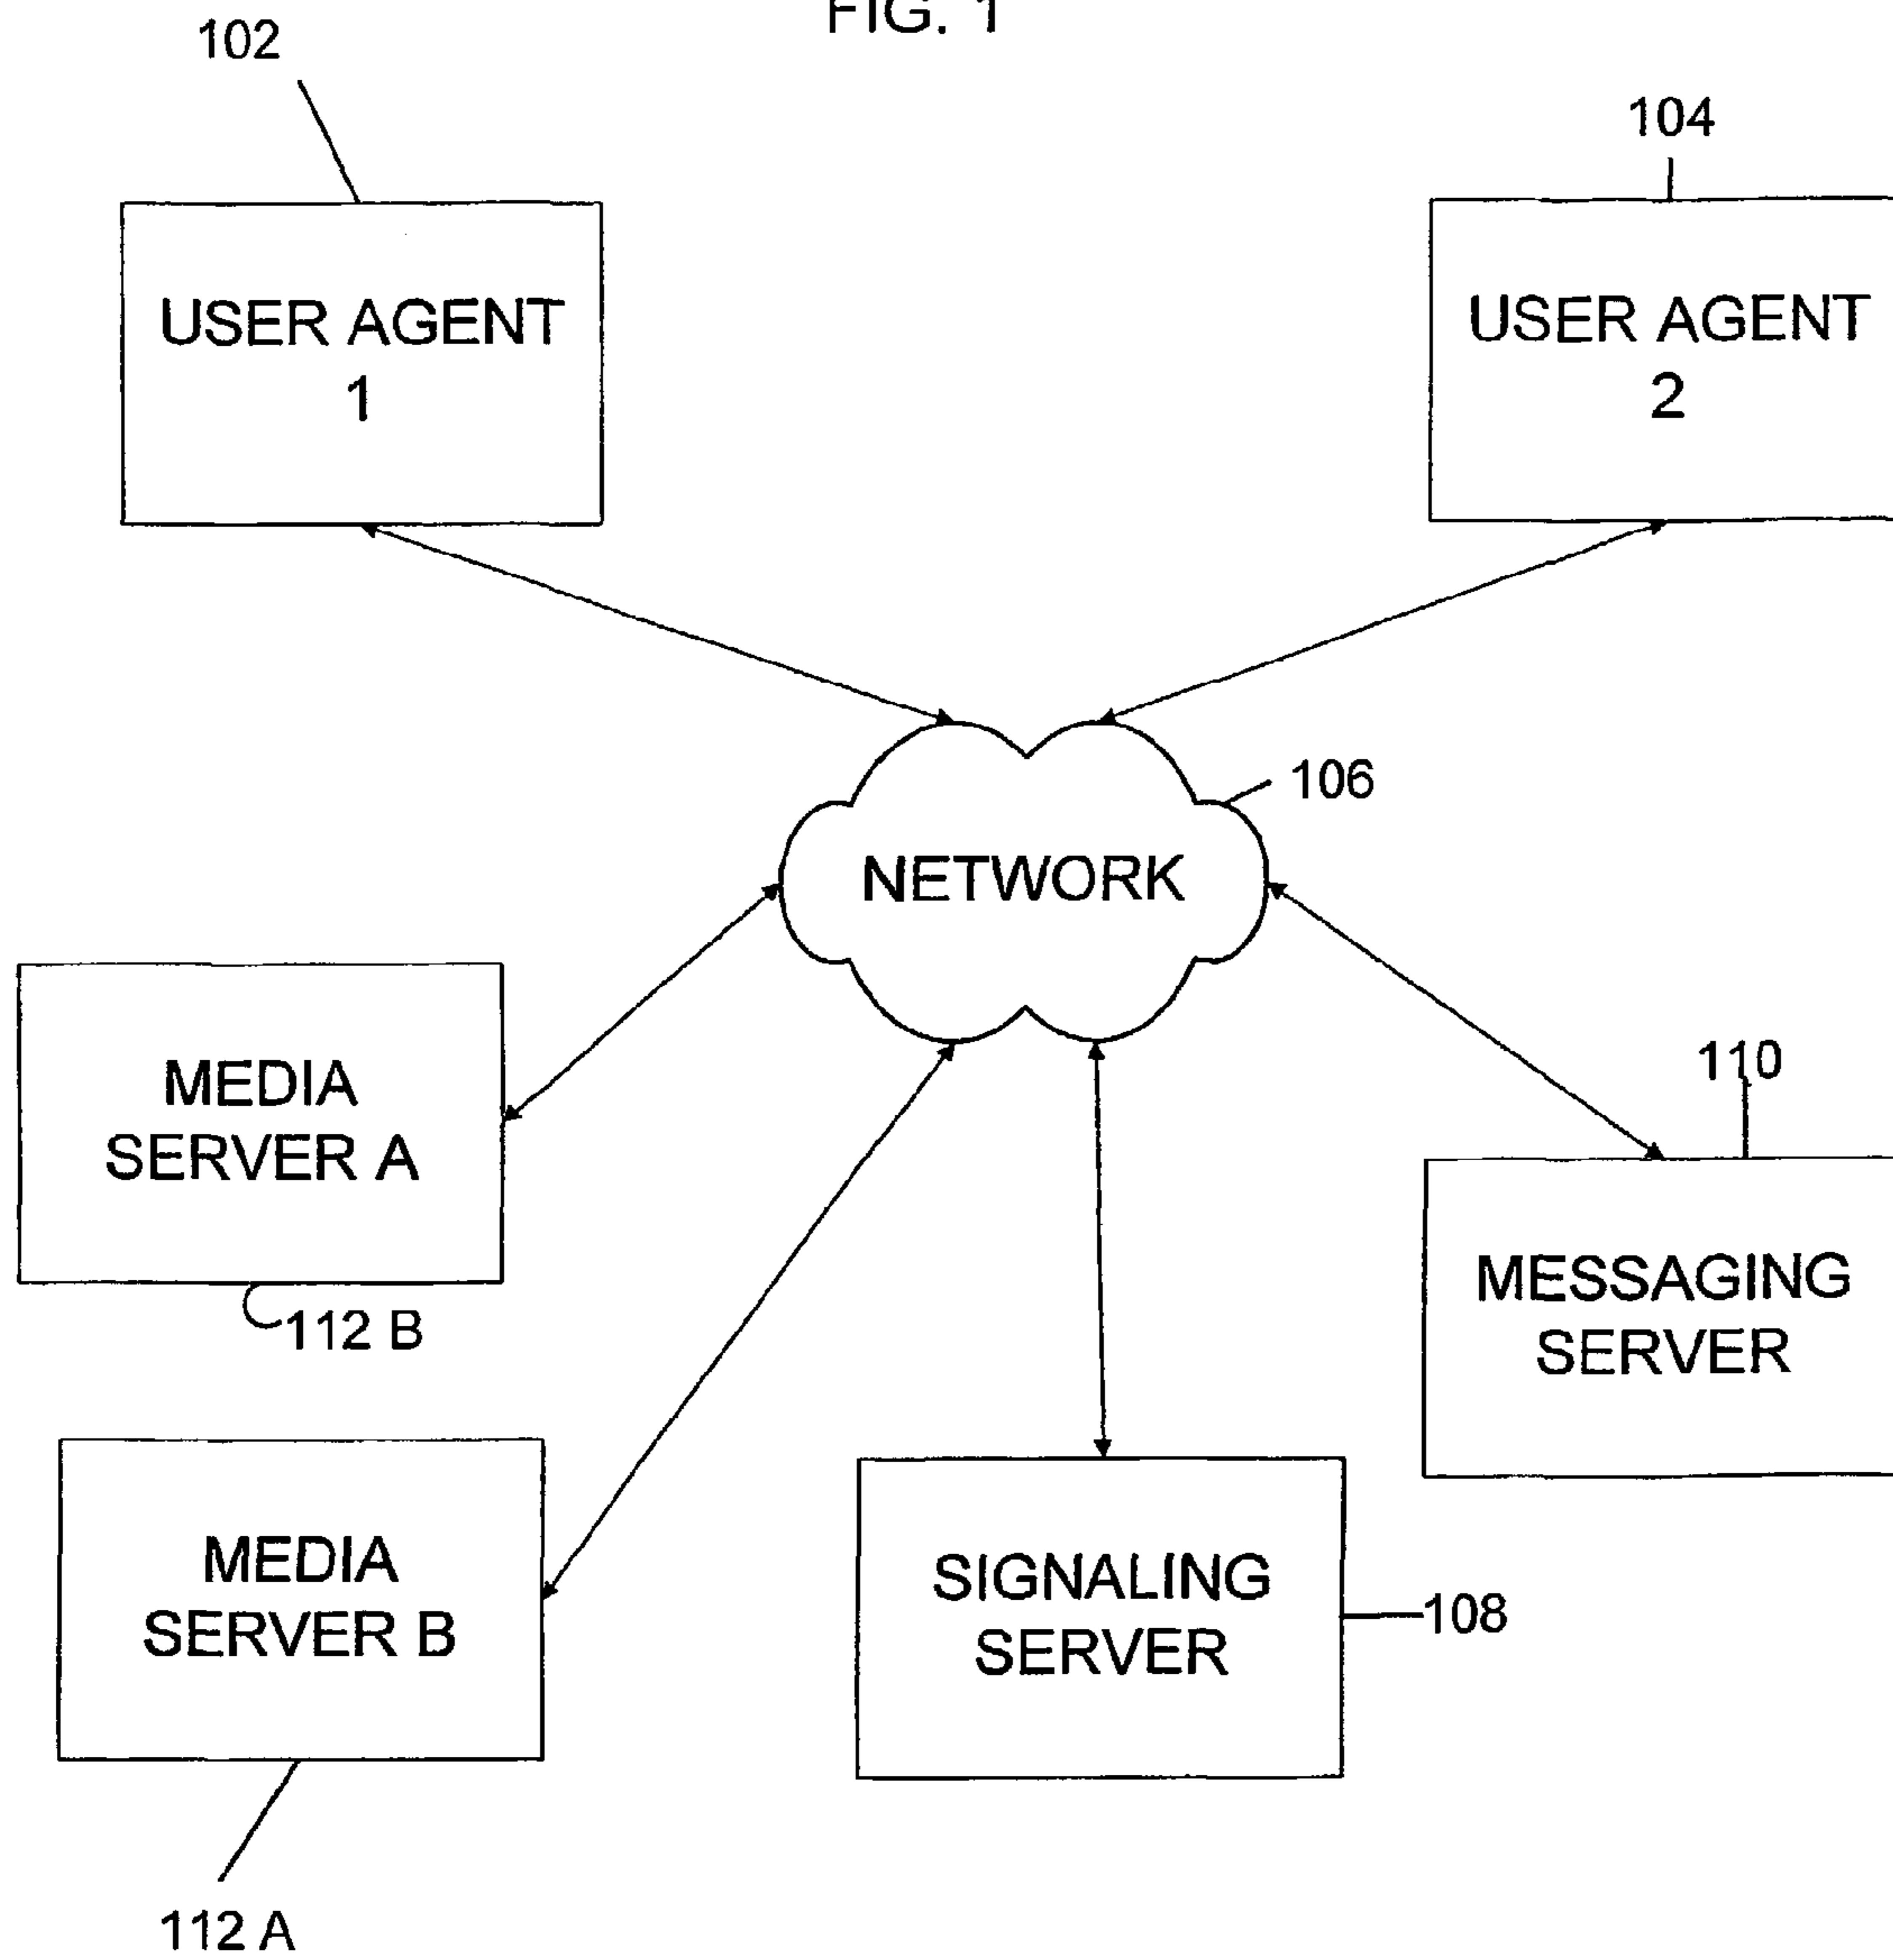 FIG. 1
102
104
USER AGENT
1
USER AGENT
2
106
NETWORK
MEDIA
SERVER A
112 B
110
MESSAGING
SERVER
MEDIA
SERVER B
112 A
SIGNALING
SERVER
108